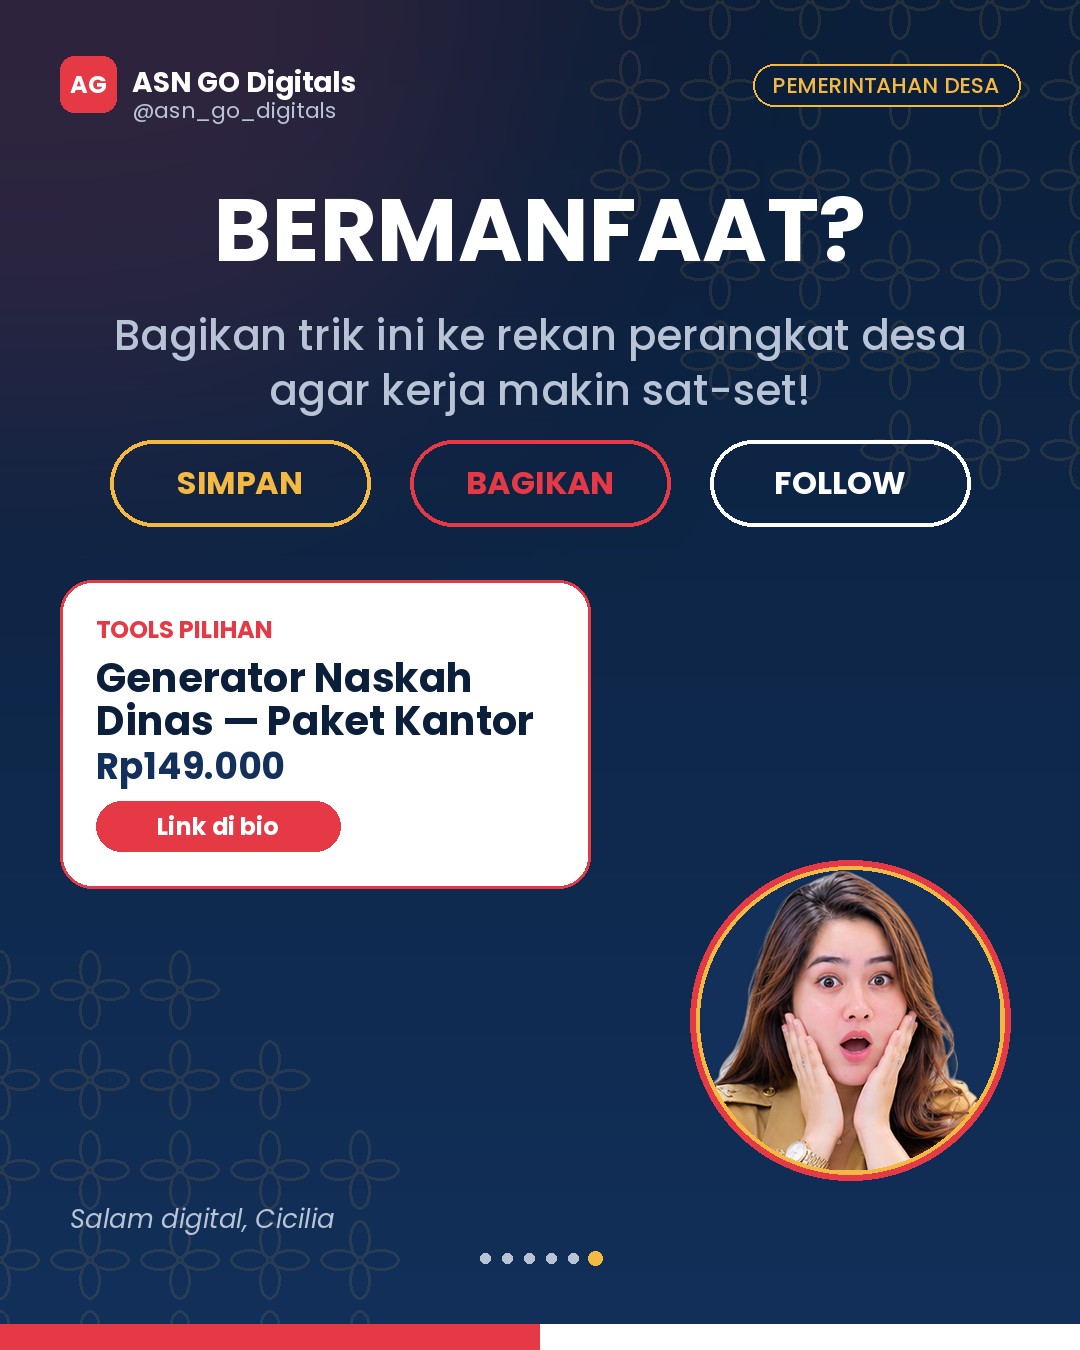 AG
ASN GO Digitals
@asn_go_digitals
PEMERINTAHAN DESA
BERMANFAAT?
Bagikan trik ini ke rekan perangkat desa
agar kerja makin sat-set!
SIMPAN
BAGIKAN
FOLLOW
TOOLS PILIHAN
Generator Naskah
Dinas — Paket Kantor
Rp149.000
Link di bio
Salam digital, Cicilia